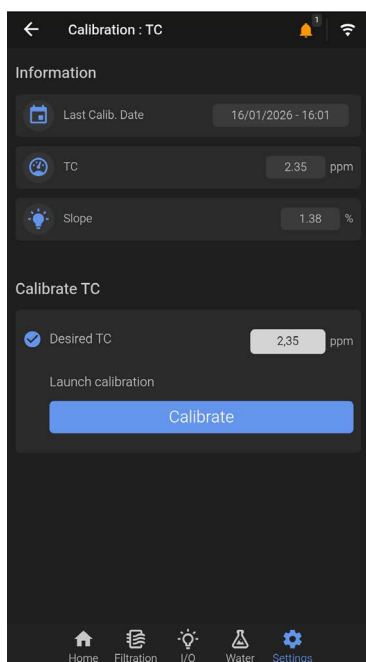 Calibration : TC
1
Information
Last Calib. Date 16/01/2026 - 16:01
TC 2.35 ppm
Slope 1.38 %
Calibrate TC
Desired TC 2,35 ppm
Launch calibration
Calibrate
Home Filtration I/O Water Settings